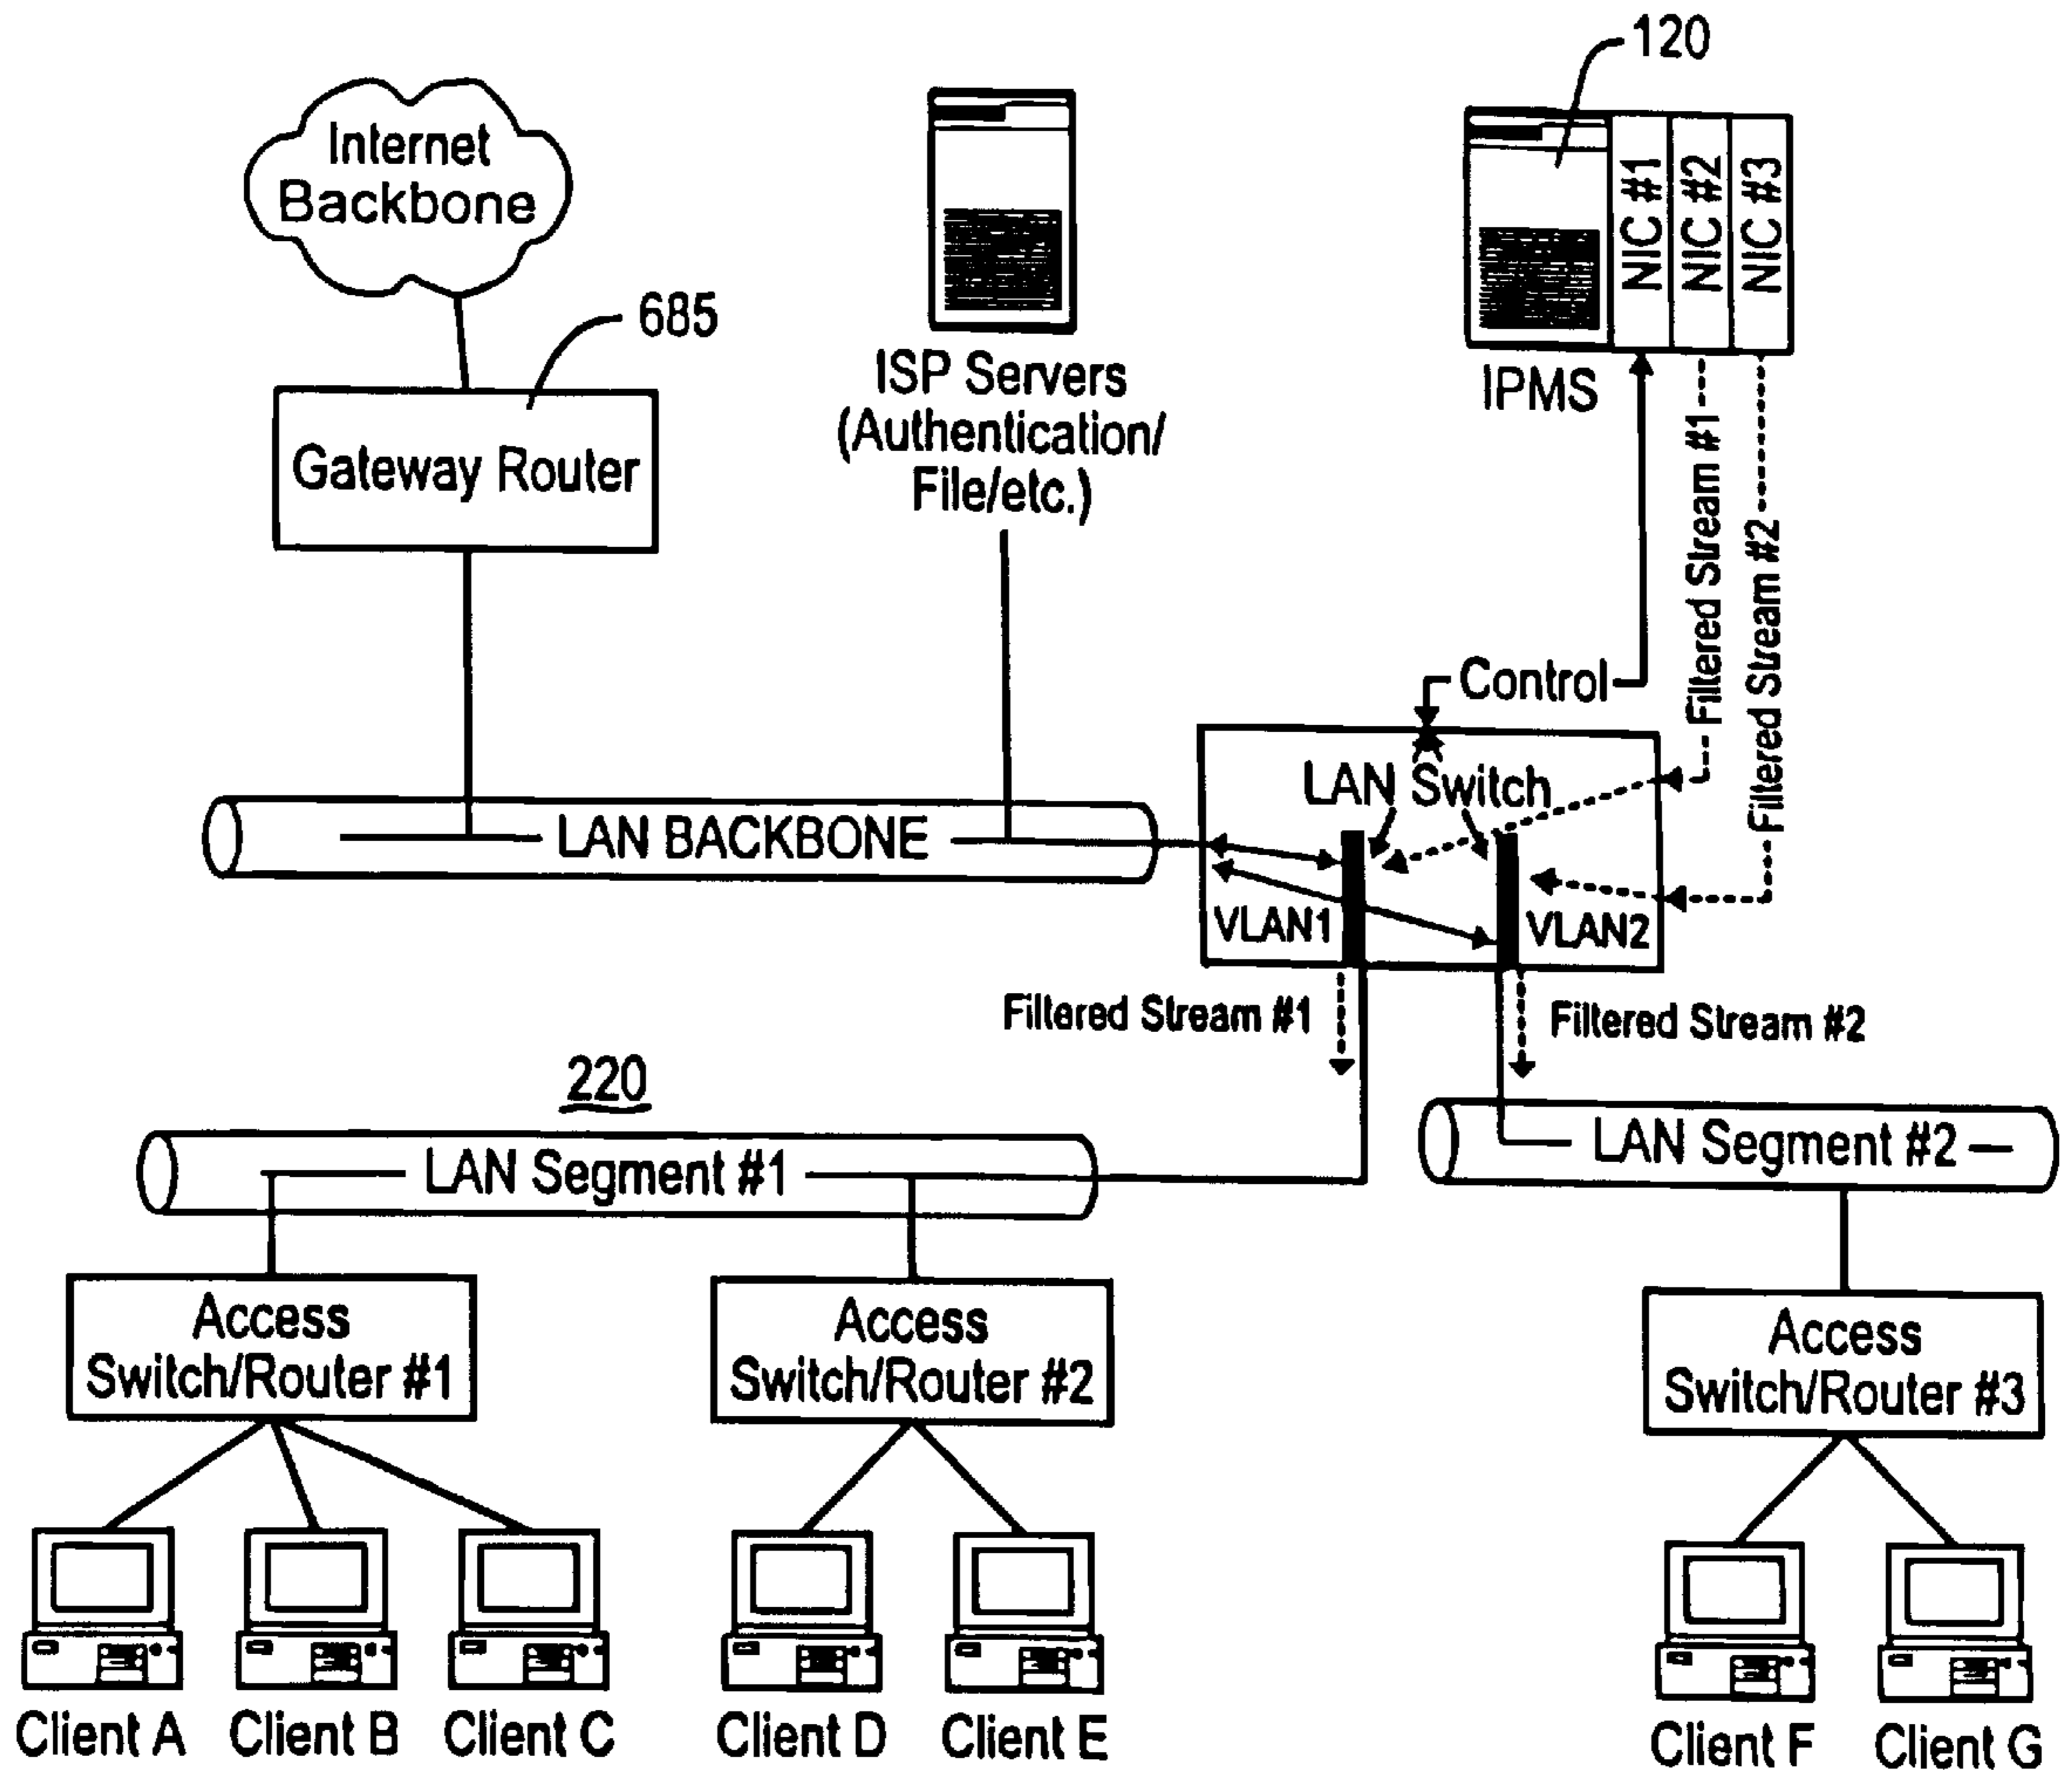 120
Internet
Backbone
NIC #1
NIC #2
NIC #3
685
ISP Servers
(Authentication/
File/etc.)
IPMS
Gateway Router
Filtered Stream #1
Filtered Stream #2
Control
LAN Switch
LAN BACKBONE
VLAN1
VLAN2
Filtered Stream #1
Filtered Stream #2
220
LAN Segment #1
LAN Segment #2
Access
Switch/Router #1
Access
Switch/Router #2
Access
Switch/Router #3
Client A
Client B
Client C
Client D
Client E
Client F
Client G